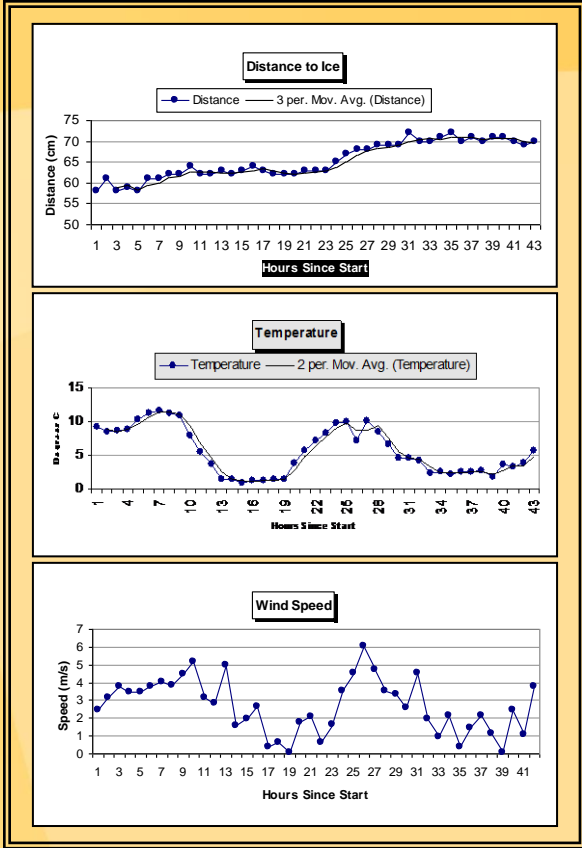 Distance to Ice
Distance 3 per. Mov. Avg. (Distance)
Distance (cm)
75
70
65
60
55
50
1 3 5 7 9 11 13 15 17 19 21 23 25 27 29 31 33 35 37 39 41 43
Hours Since Start
Temperature
Temperature 2 per. Mov. Avg. (Temperature)
15
10
5
0
1 4 7 10 13 16 19 22 25 28 31 34 37 40 43
Hours Since Start
Wind Speed
Speed (m/s)
7
6
5
4
3
2
1
0
1 3 5 7 9 11 13 15 17 19 21 23 25 27 29 31 33 35 37 39 41
Hours Since Start